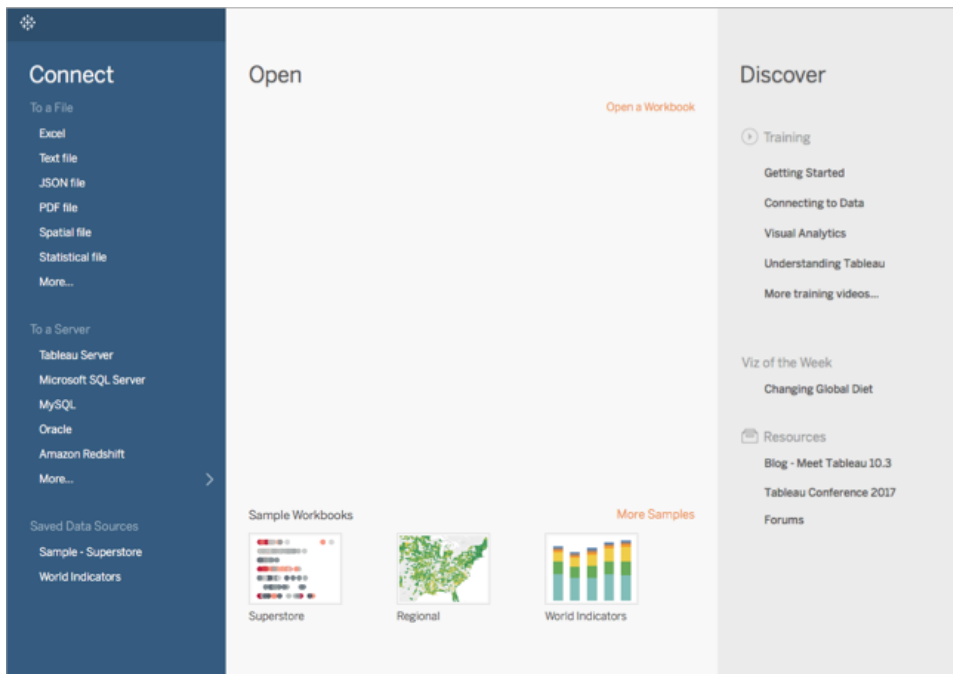 Connect
To a File
Excel
Text file
JSON file
PDF file
Spatial file
Statistical file
More...
To a Server
Tableau Server
Microsoft SQL Server
MySQL
Oracle
Amazon Redshift
More...
Saved Data Sources
Sample - Superstore
World Indicators
Open
Open a Workbook
Sample Workbooks
More Samples
Superstore
Regional
World Indicators
Discover
Training
Getting Started
Connecting to Data
Visual Analytics
Understanding Tableau
More training videos...
Viz of the Week
Changing Global Diet
Resources
Blog - Meet Tableau 10.3
Tableau Conference 2017
Forums